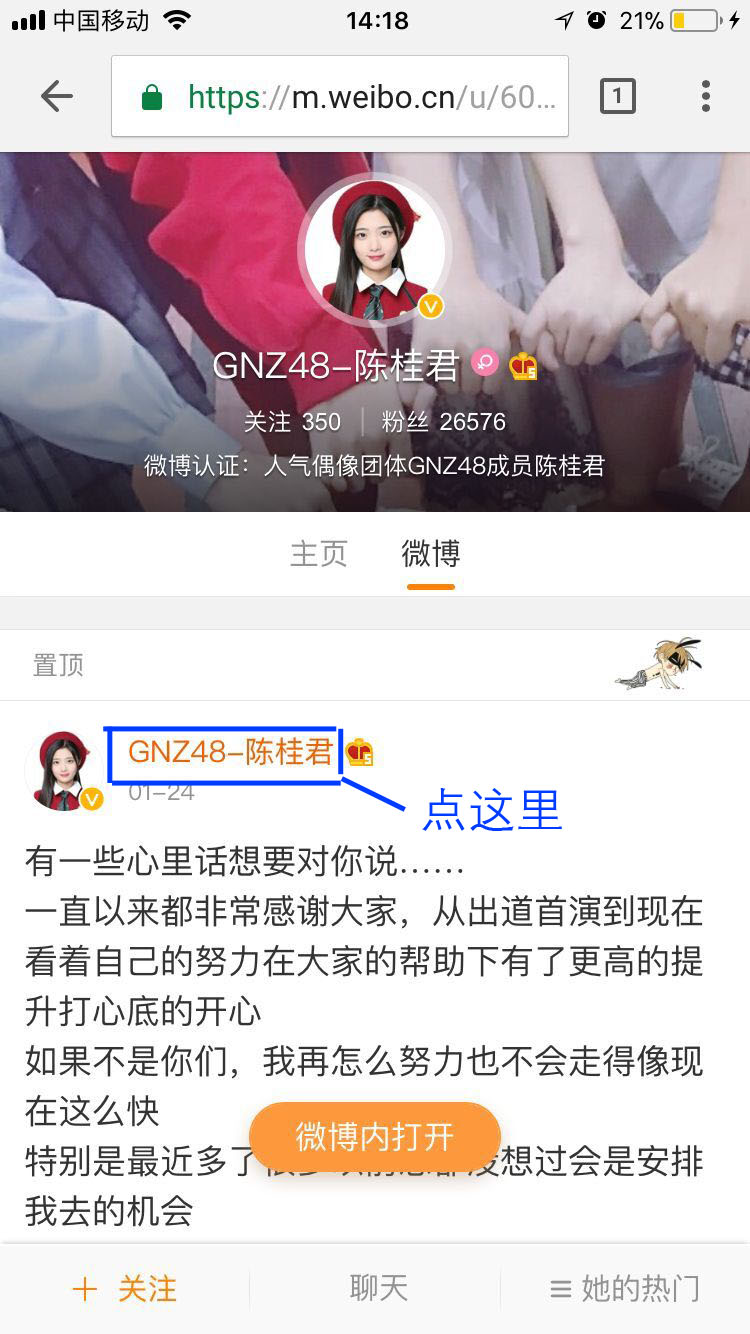 中国移动 14:18 21%
https://m.weibo.cn/u/60...
1
GNZ48-陈桂君
关注 350 | 粉丝 26576
微博认证：人气偶像团体GNZ48成员陈桂君
主页 微博
置顶
GNZ48-陈桂君
01-24
点这里
有一些心里话想要对你说……
一直以来都非常感谢大家，从出道首演到现在
看着自己的努力在大家的帮助下有了更高的提
升打心底的开心
如果不是你们，我再怎么努力也不会走得像现
在这么快
微博内打开
特别是最近多了 想过会是安排
我去的机会
+ 关注 聊天 她的热门